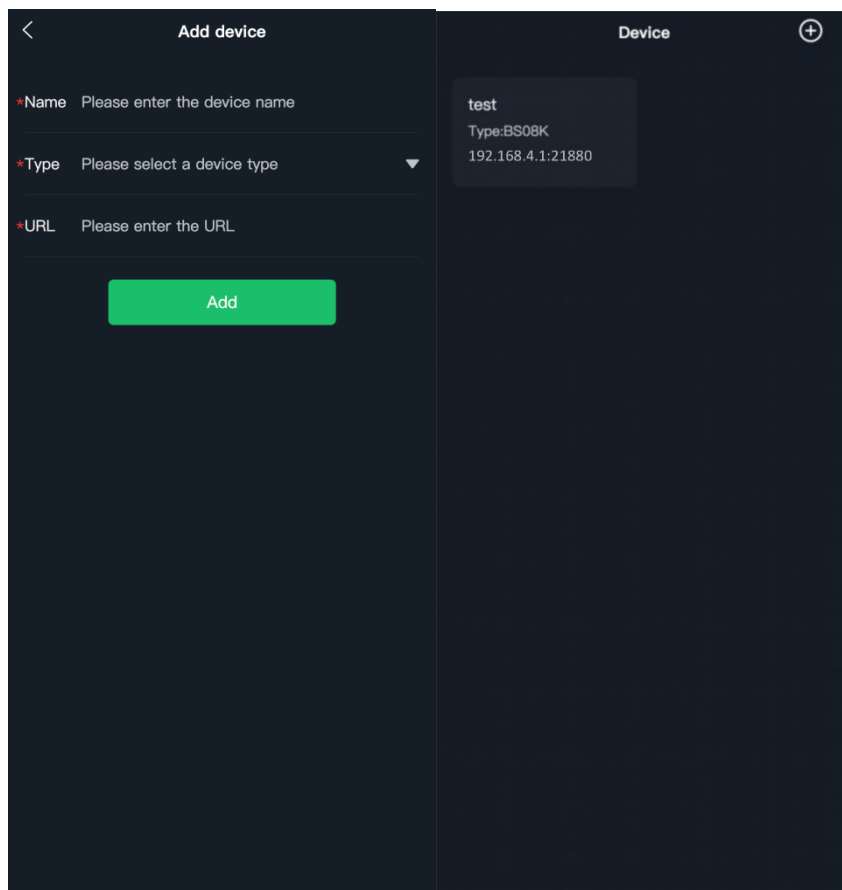 Add device
*Name Please enter the device name
*Type Please select a device type
*URL Please enter the URL
Add
Device
test
Type:BS08K
192.168.4.1:21880